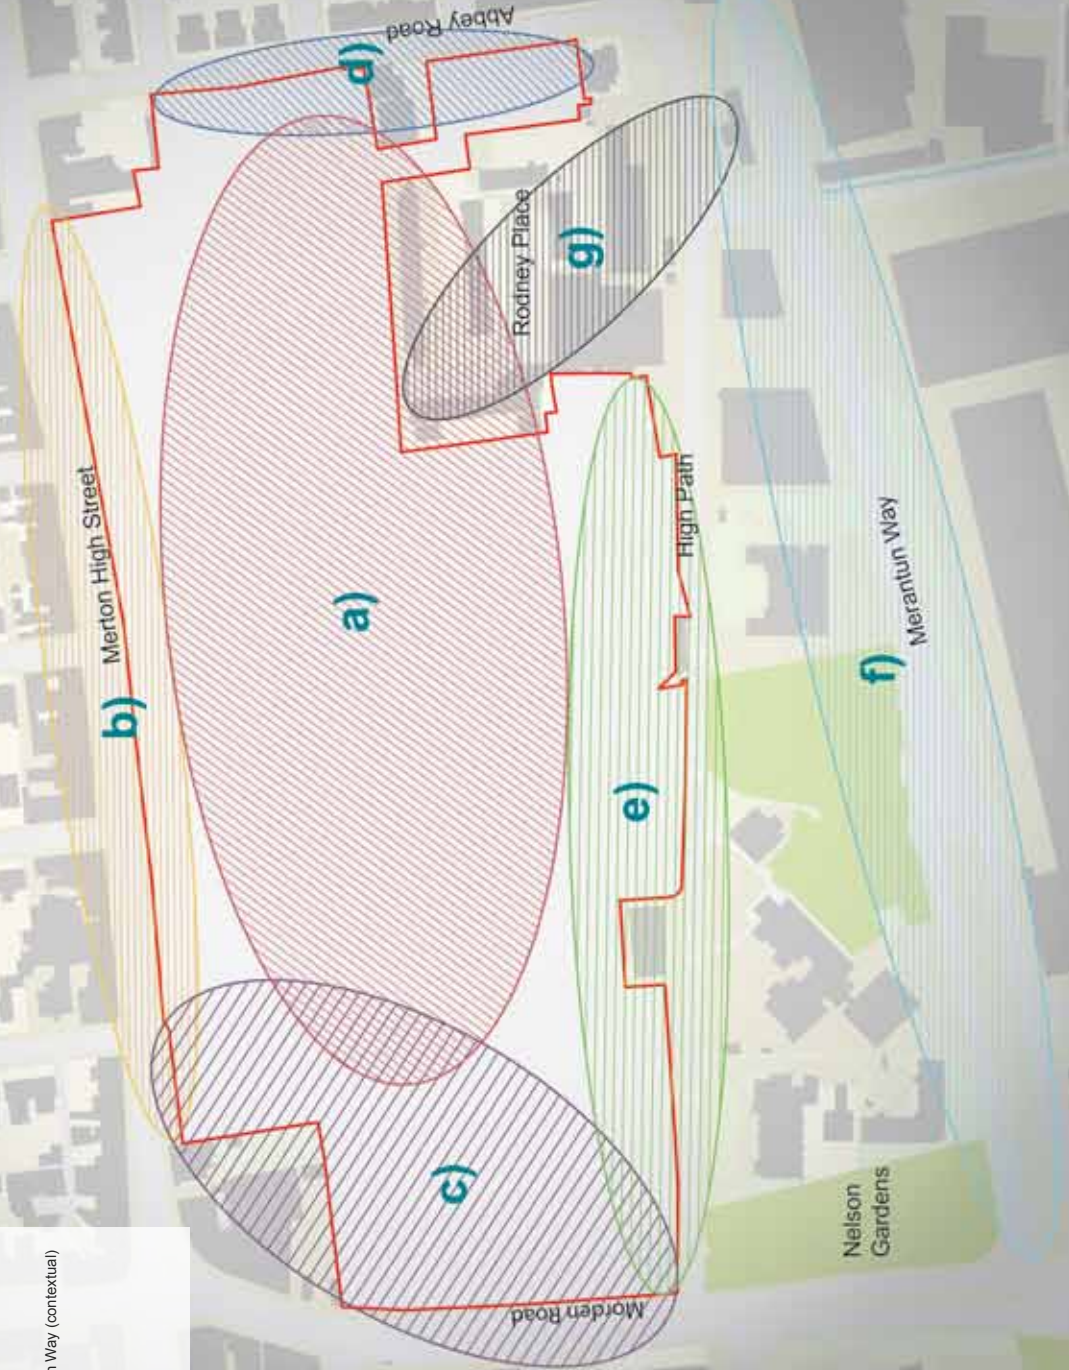 Abbey Road
d)
Rodney Place
g)
b) Merton High Street
a)
High Path
Merantun Way
f)
e)
c)
Morden Road
Nelson
Gardens
Way (contextual)